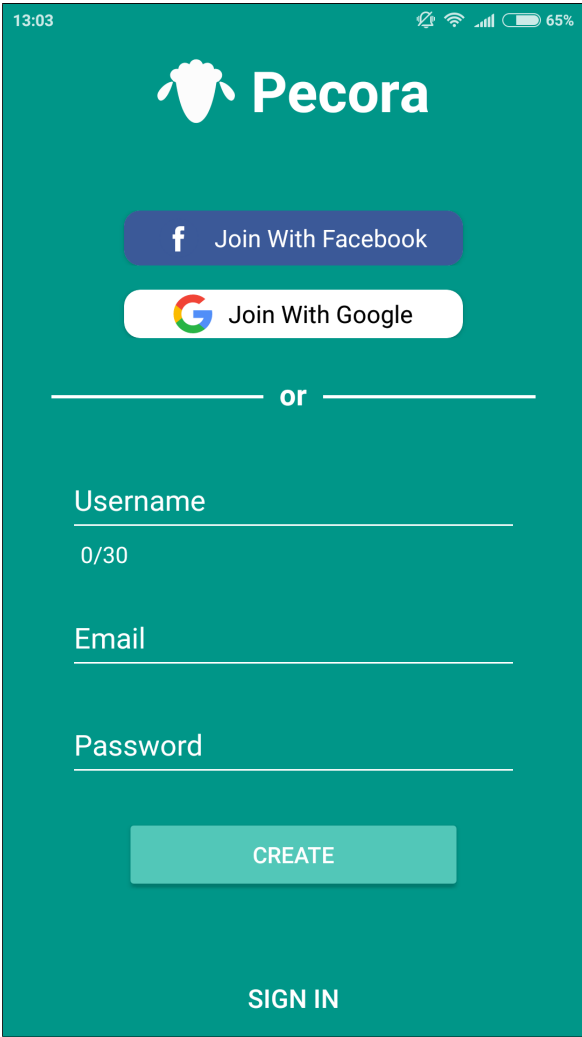 13:03 65%
Pecora
f Join With Facebook
G Join With Google
or
Username
0/30
Email
Password
CREATE
SIGN IN